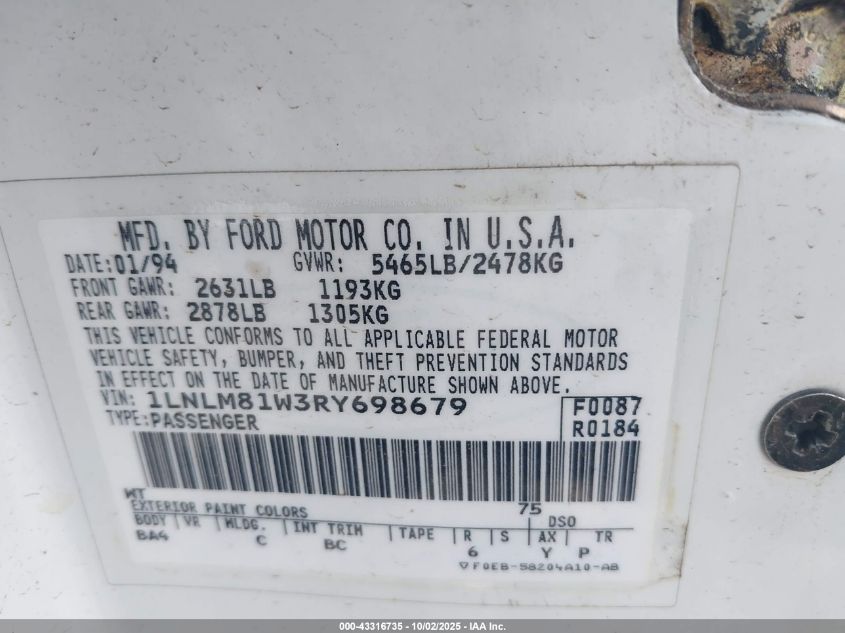 MFD. BY FORD MOTOR CO. IN U.S.A.
DATE: 01/94 GVWR: 5465LB/2478KG
FRONT GAWR: 2631LB 1193KG
REAR GAWR: 2878LB 1305KG
THIS VEHICLE CONFORMS TO ALL APPLICABLE FEDERAL MOTOR
VEHICLE SAFETY, BUMPER, AND THEFT PREVENTION STANDARDS
IN EFFECT ON THE DATE OF MANUFACTURE SHOWN ABOVE.
VIN: 1LNLM81W3RY698679 F0087
TYPE: PASSENGER R0184
WT 75
EXTERIOR PAINT COLORS DSO
BODY VR MLDG. INT TRIM TAPE R S AX TR
BA4 C BC 6 Y P
▽F0EB-58204A10-AB
000-43316735 - 10/02/2025 - IAA Inc.